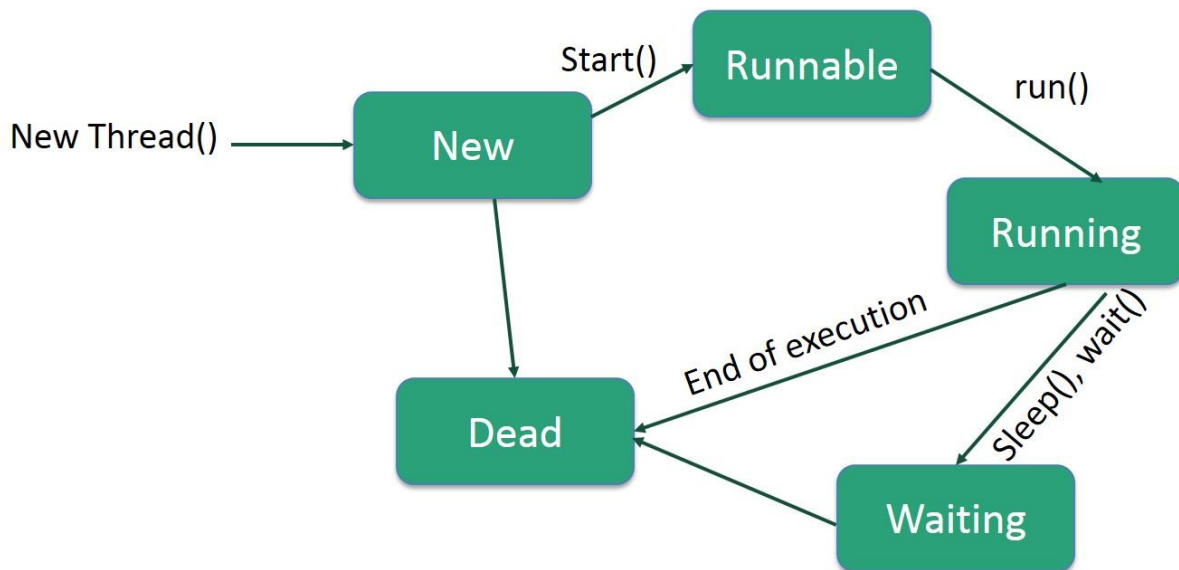 Start()
Runnable
run()
New Thread()
New
Running
End of execution
Sleep(), wait()
Dead
Waiting